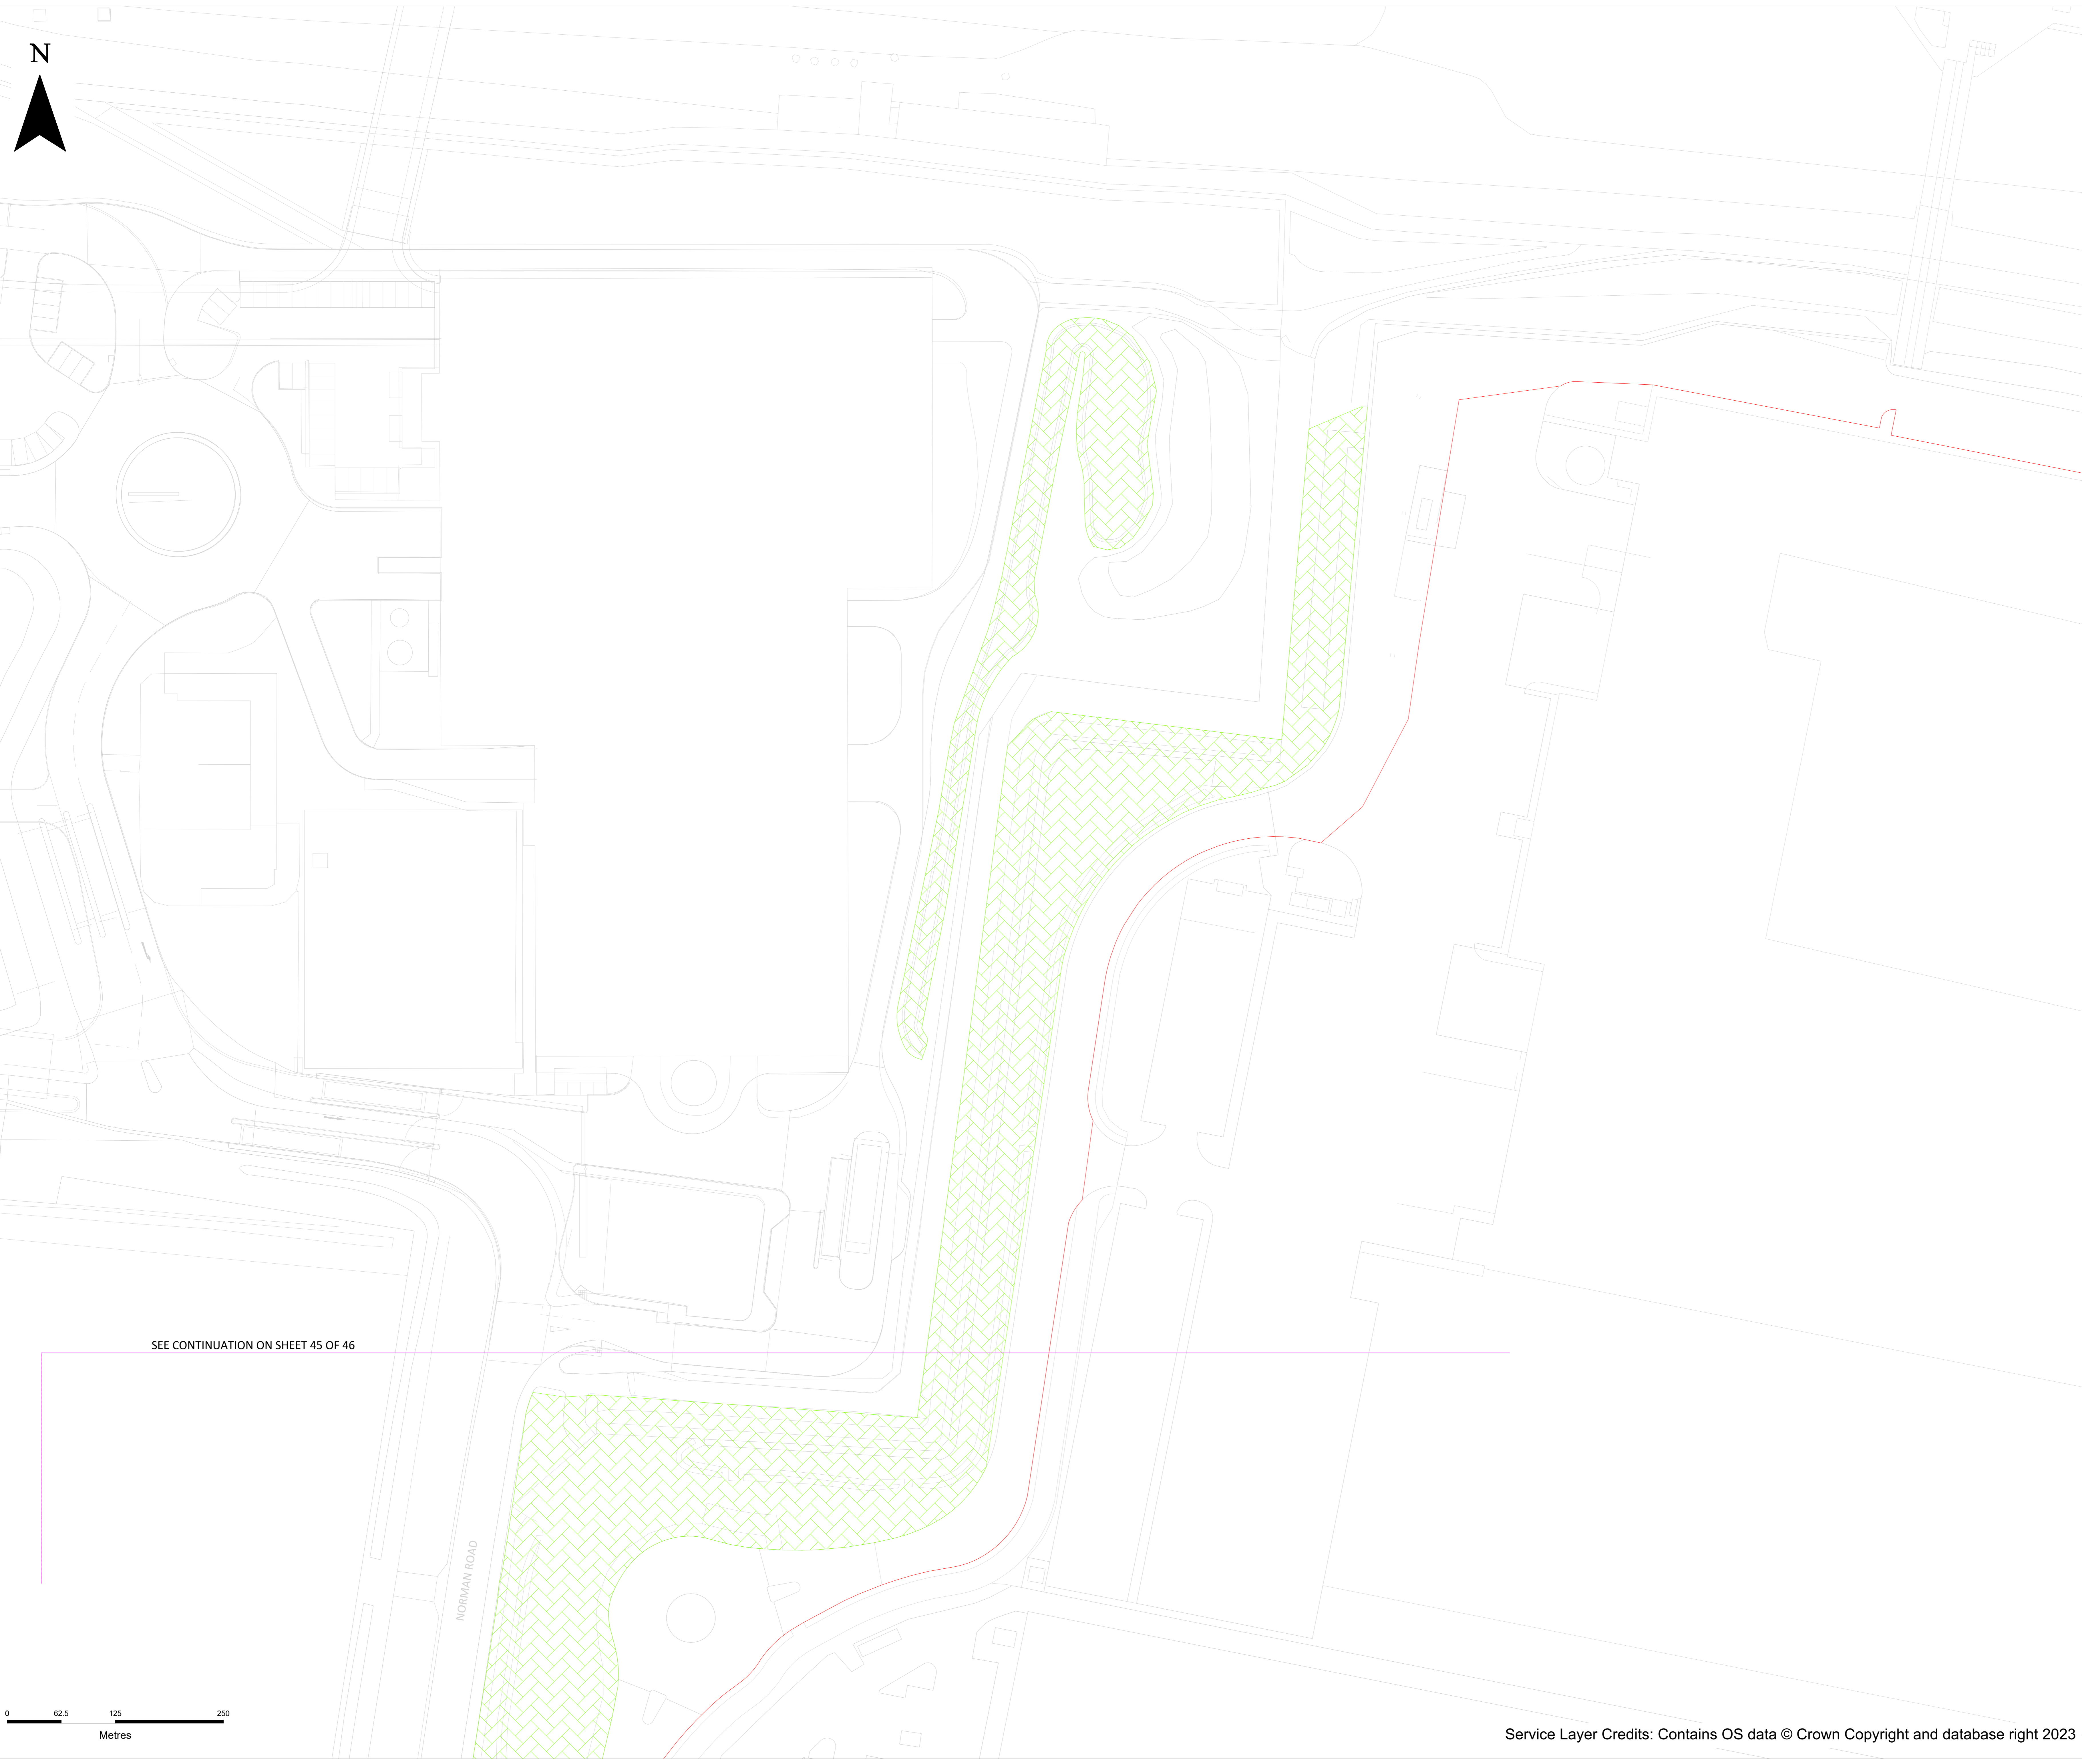 N
SEE CONTINUATION ON SHEET 45 OF 46
NORMAN ROAD
0 62.5 125 250
Metres
Service Layer Credits: Contains OS data © Crown Copyright and database right 2023